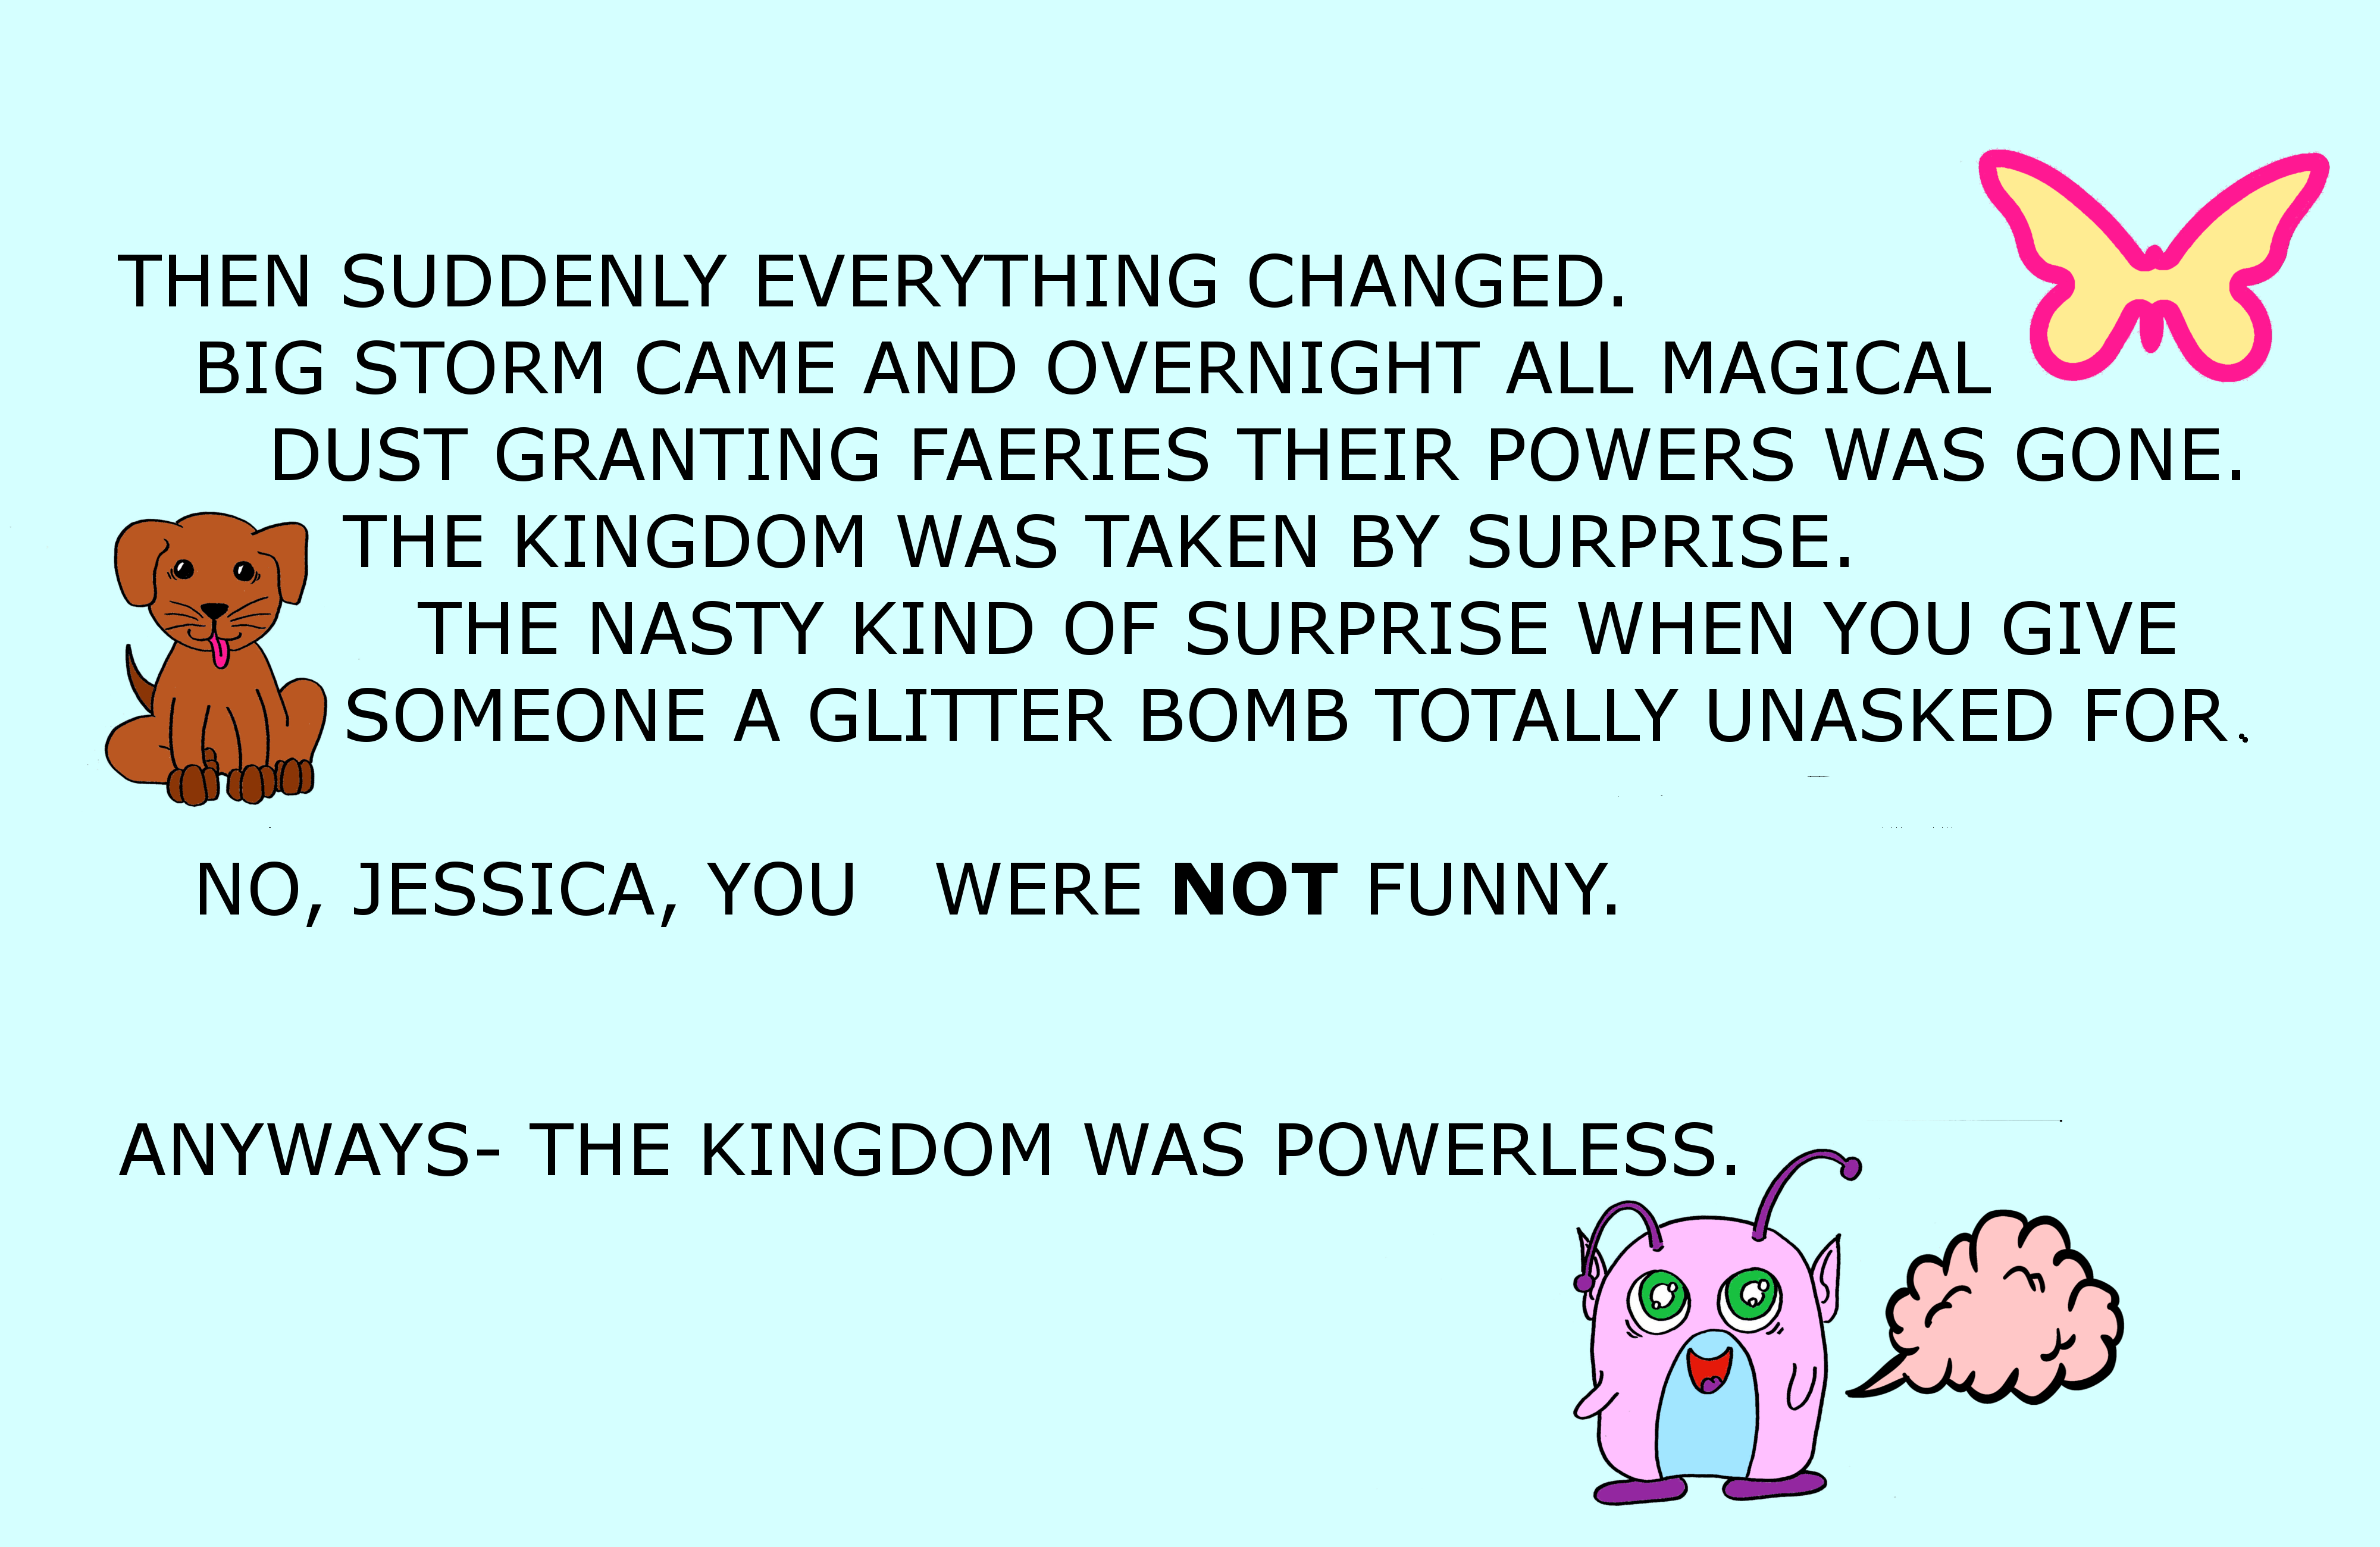 THEN SUDDENLY EVERYTHING CHANGED.
BIG STORM CAME AND OVERNIGHT ALL MAGICAL
DUST GRANTING FAERIES THEIR POWERS WAS GONE.
THE KINGDOM WAS TAKEN BY SURPRISE.
THE NASTY KIND OF SURPRISE WHEN YOU GIVE
SOMEONE A GLITTER BOMB TOTALLY UNASKED FOR.
NO, JESSICA, YOU WERE NOT FUNNY.
ANYWAYS- THE KINGDOM WAS POWERLESS.